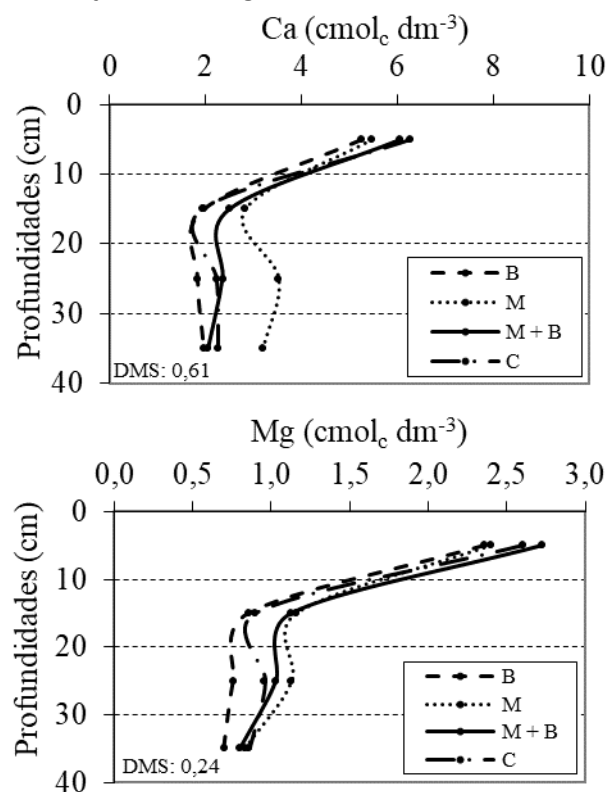 Ca (cmolc dm-3)
0 2 4 6 8 10
Profundidades (cm)
0
10
20
30
40
B
M
M + B
C
DMS: 0,61
Mg (cmolc dm-3)
0,0 0,5 1,0 1,5 2,0 2,5 3,0
Profundidades (cm)
0
10
20
30
40
B
M
M + B
C
DMS: 0,24